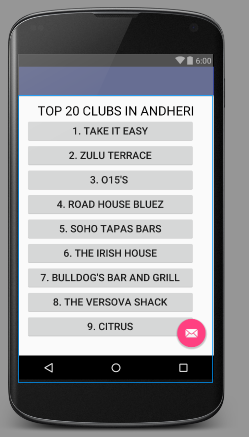 6:00
TOP 20 CLUBS IN ANDHERI
1. TAKE IT EASY
2. ZULU TERRACE
3. O15'S
4. ROAD HOUSE BLUEZ
5. SOHO TAPAS BARS
6. THE IRISH HOUSE
7. BULLDOG'S BAR AND GRILL
8. THE VERSOVA SHACK
9. CITRUS